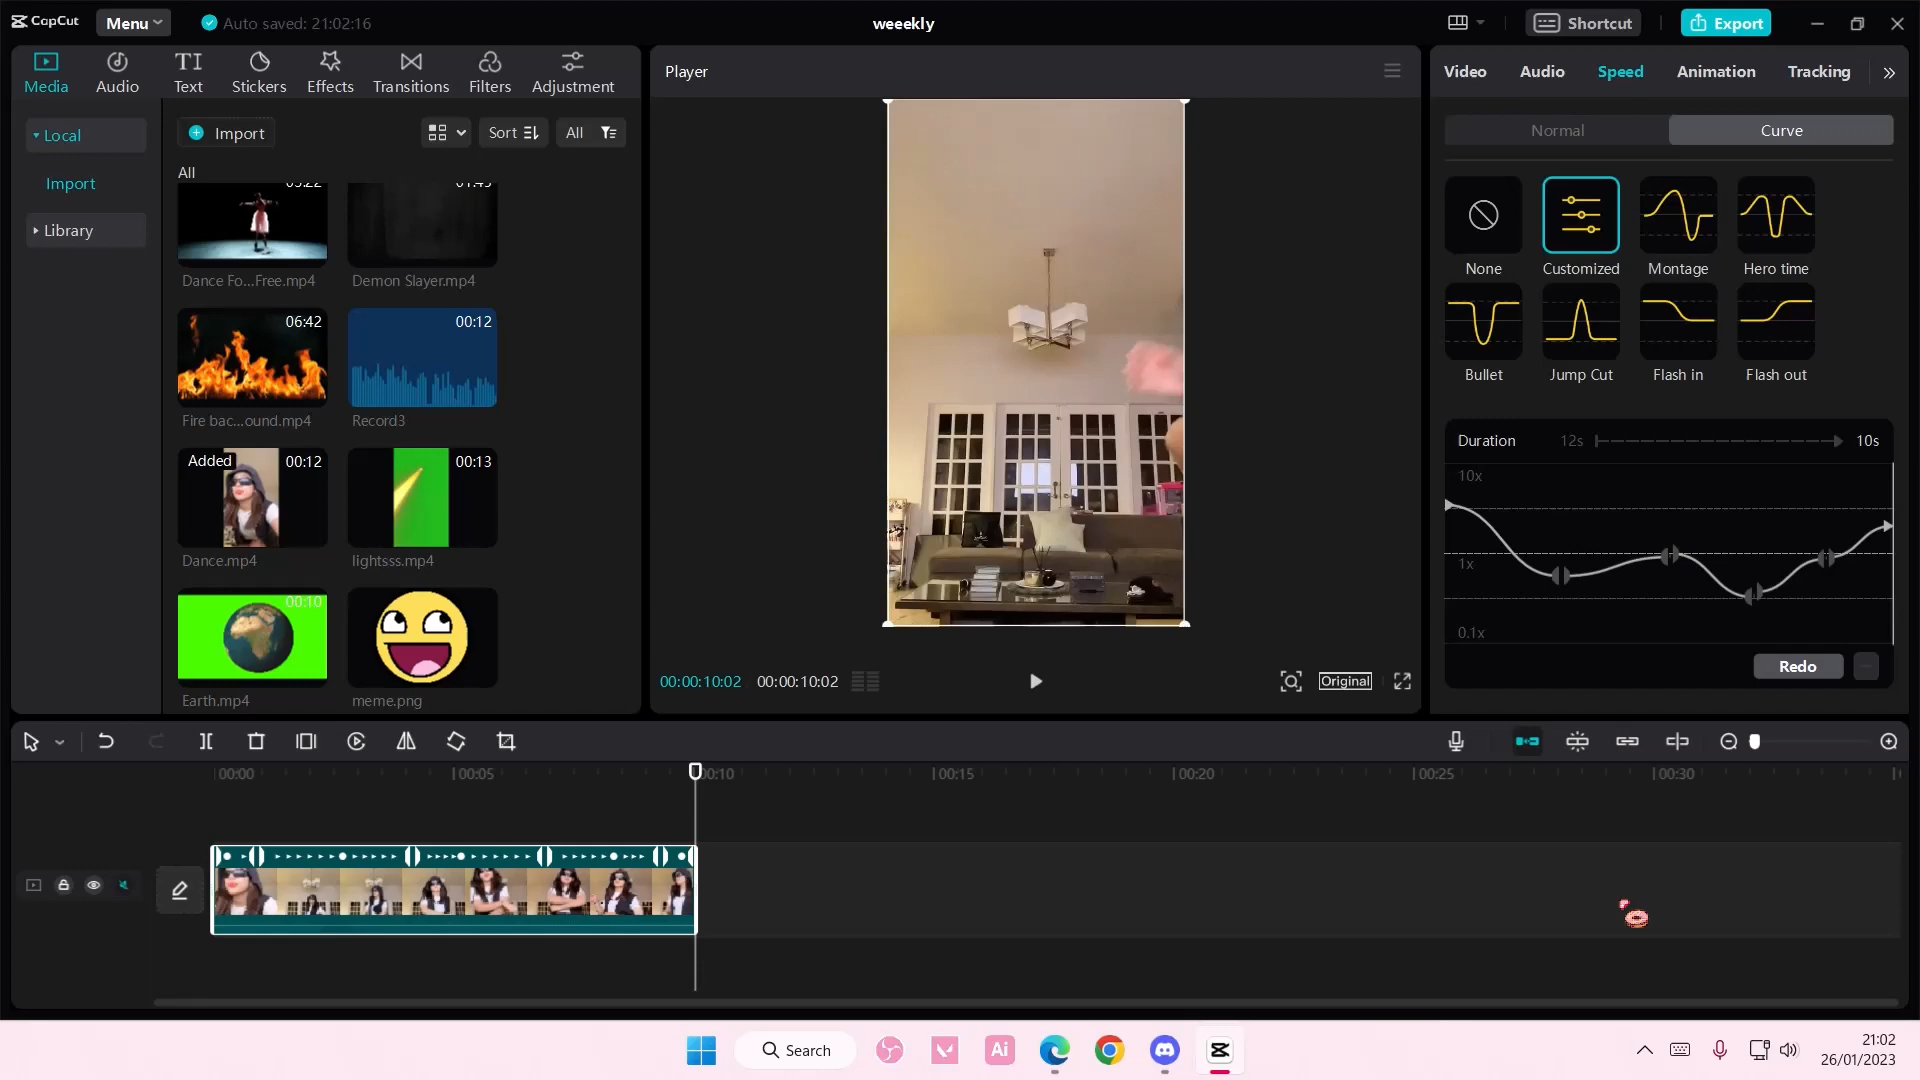 CapCut
Menu
Auto saved: 21:02:16
weeekly
Shortcut
Export
Media
Audio
Text
Stickers
Effects
Transitions
Filters
Adjustment
Local
Import
Library
Import
Sort
All
All
Dance Fo...Free.mp4
Demon Slayer.mp4
06:42
Fire bac...ound.mp4
00:12
Record3
Added
00:12
Dance.mp4
00:13
lightsss.mp4
00:10
Earth.mp4
meme.png
Player
00:00:10:02
00:00:10:02
Original
Video
Audio
Speed
Animation
Tracking
Normal
Curve
None
Customized
Montage
Hero time
Bullet
Jump Cut
Flash in
Flash out
Duration
12s
10s
10x
1x
0.1x
Redo
00:00
00:05
00:10
00:15
00:20
00:25
00:30
Search
Ai
21:02
26/01/2023